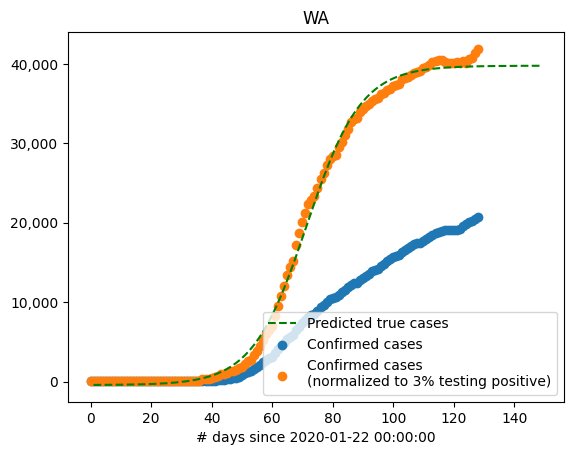 WA
40,000
30,000
20,000
10,000
0
Predicted true cases
Confirmed cases
Confirmed cases
(normalized to 3% testing positive)
0 20 40 60 80 100 120 140
# days since 2020-01-22 00:00:00